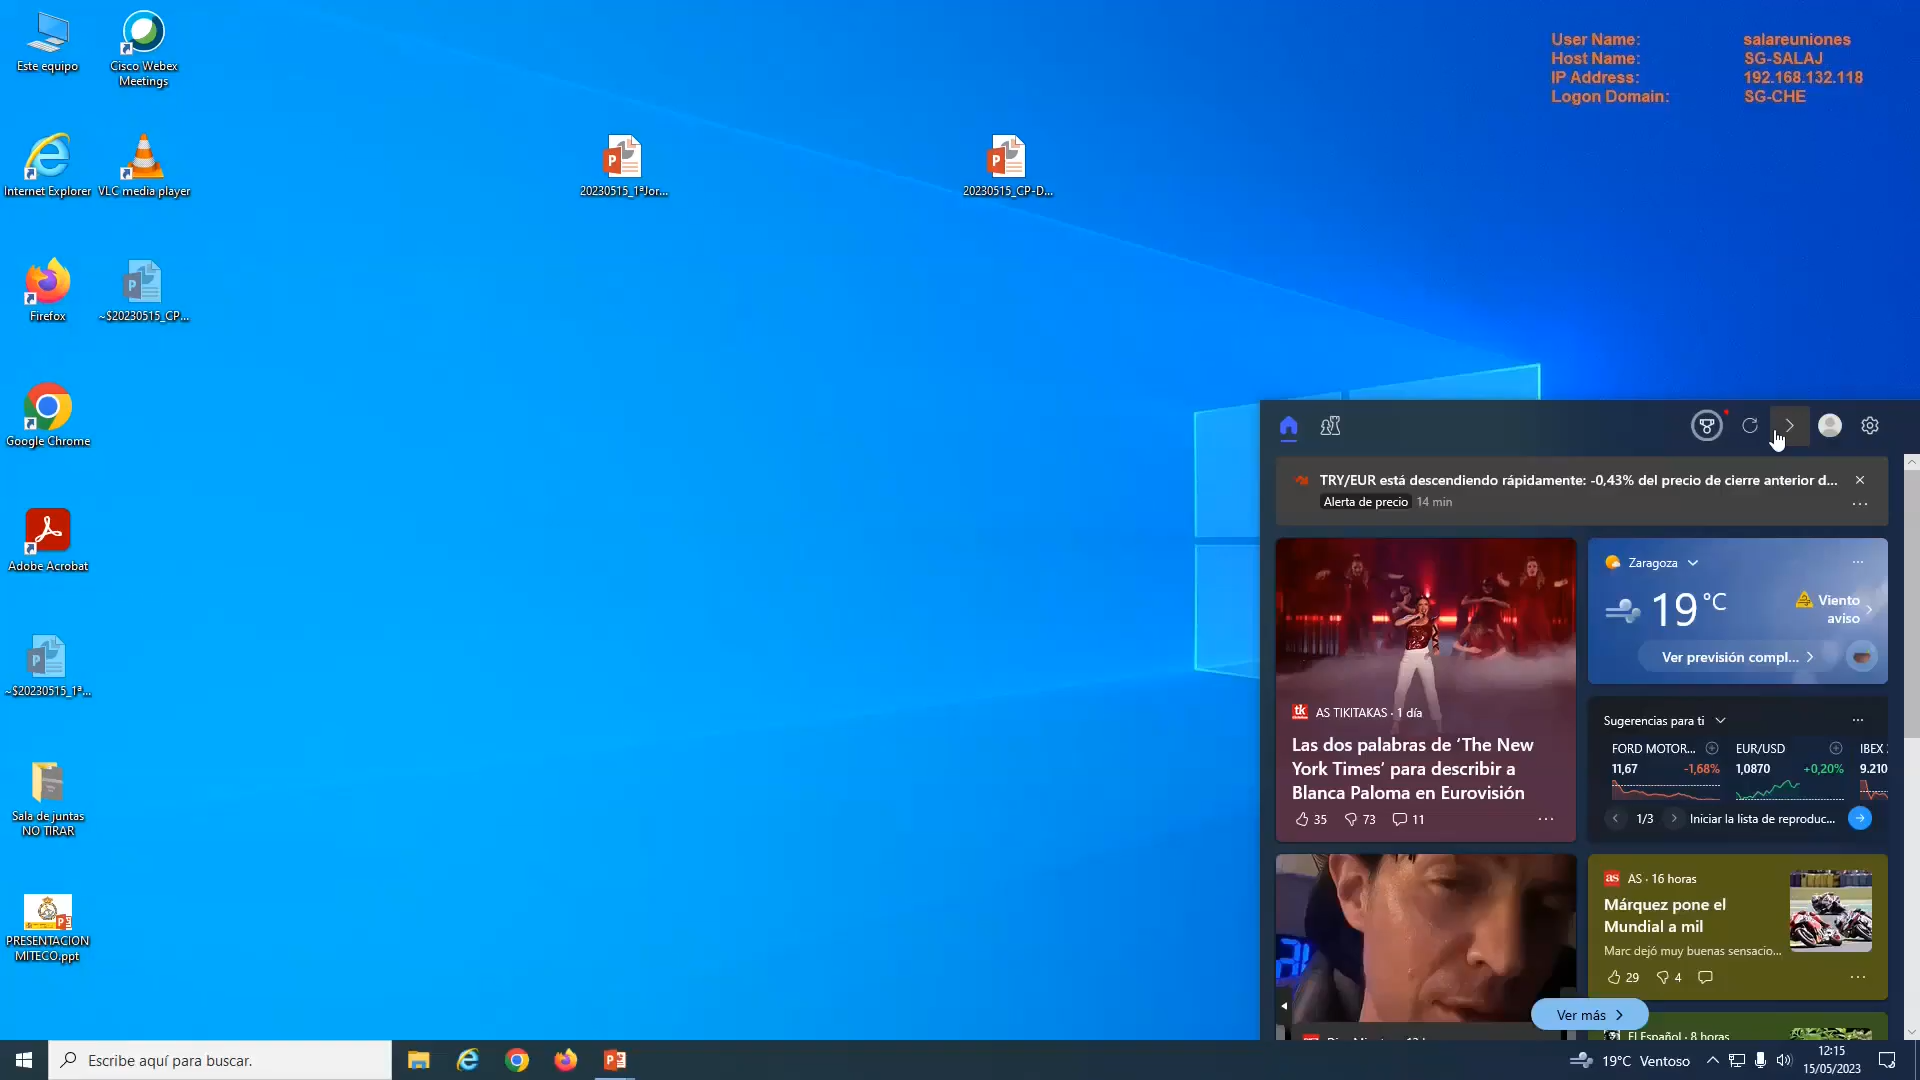 Este equipo
Cisco Webex
Meetings
Internet Explorer
VLC media player
Firefox
~$20230515_CP...
Google Chrome
Adobe Acrobat
~$20230515_1ª...
Sala de juntas
NO TIRAR
PRESENTACION
MITECO.ppt
20230515_1ªJor...
20230515_CP-D...
User Name: salareuniones
Host Name: SG-SALAJ
IP Address: 192.168.132.118
Logon Domain: SG-CHE
TRY/EUR está descendiendo rápidamente: -0,43% del precio de cierre anterior d...
Alerta de precio 14 min
AS TIKITAKAS · 1 día
Las dos palabras de ‘The New
York Times’ para describir a
Blanca Paloma en Eurovisión
35 73 11
Zaragoza
19 °C
Viento
aviso
Ver previsión compl...
Sugerencias para ti
FORD MOTOR... EUR/USD IBEX
11,67 -1,68% 1,0870 +0,20% 9.210
1/3 Iniciar la lista de reproduc...
as AS · 16 horas
Márquez pone el
Mundial a mil
Marc dejó muy buenas sensacio...
29 4
Ver más
El Español · 8 horas
Escribe aquí para buscar.
19°C Ventoso
12:15
15/05/2023